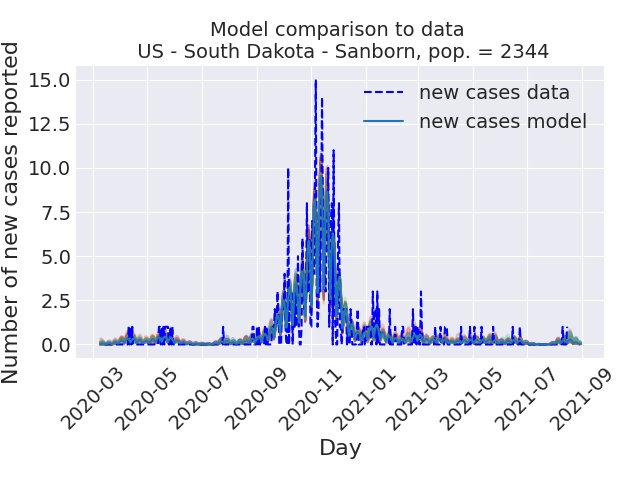 Model comparison to data
US - South Dakota - Sanborn, pop. = 2344
Number of new cases reported
15.0
12.5
10.0
7.5
5.0
2.5
0.0
new cases data
new cases model
2020-03
2020-05
2020-07
2020-09
2020-11
2021-01
2021-03
2021-05
2021-07
2021-09
Day